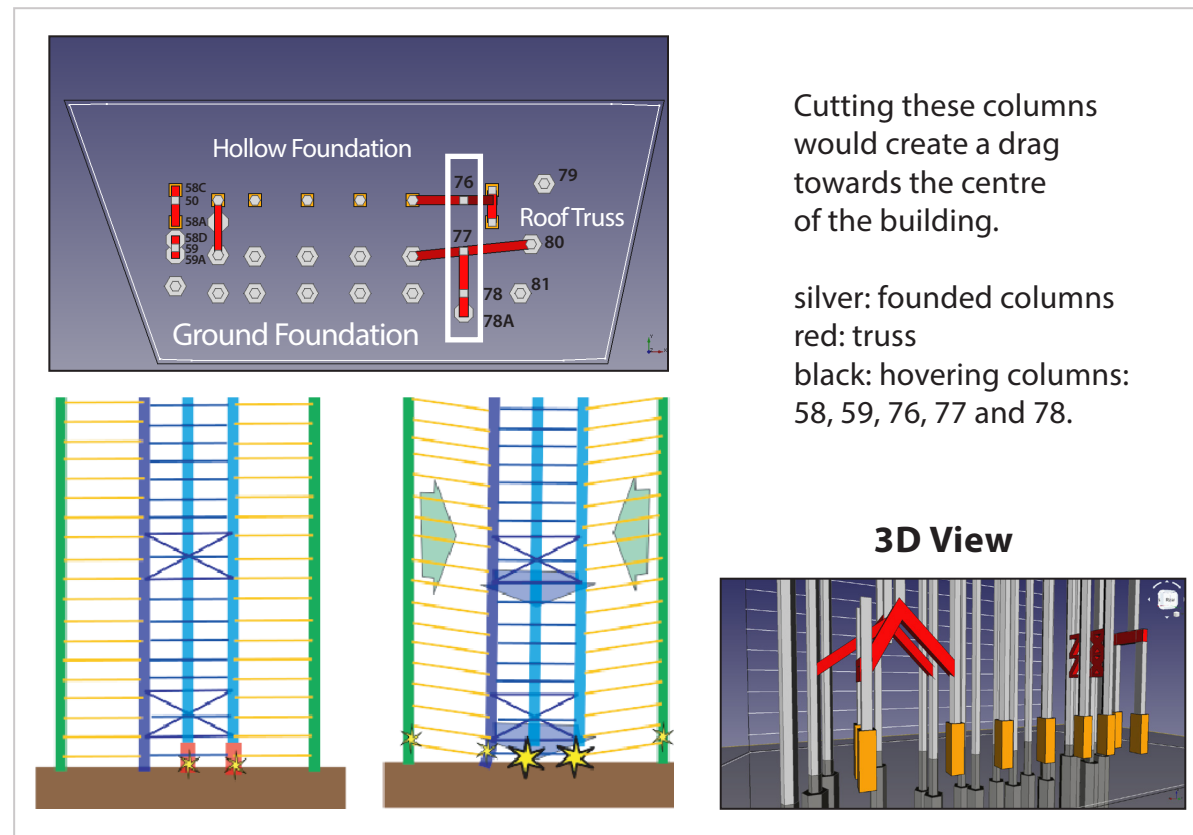 Hollow Foundation
58C
50
58A
58D
59
59A
76
79
Roof Truss
77
80
78
81
78A
Ground Foundation
Cutting these columns
would create a drag
towards the centre
of the building.
silver: founded columns
red: truss
black: hovering columns:
58, 59, 76, 77 and 78.
3D View